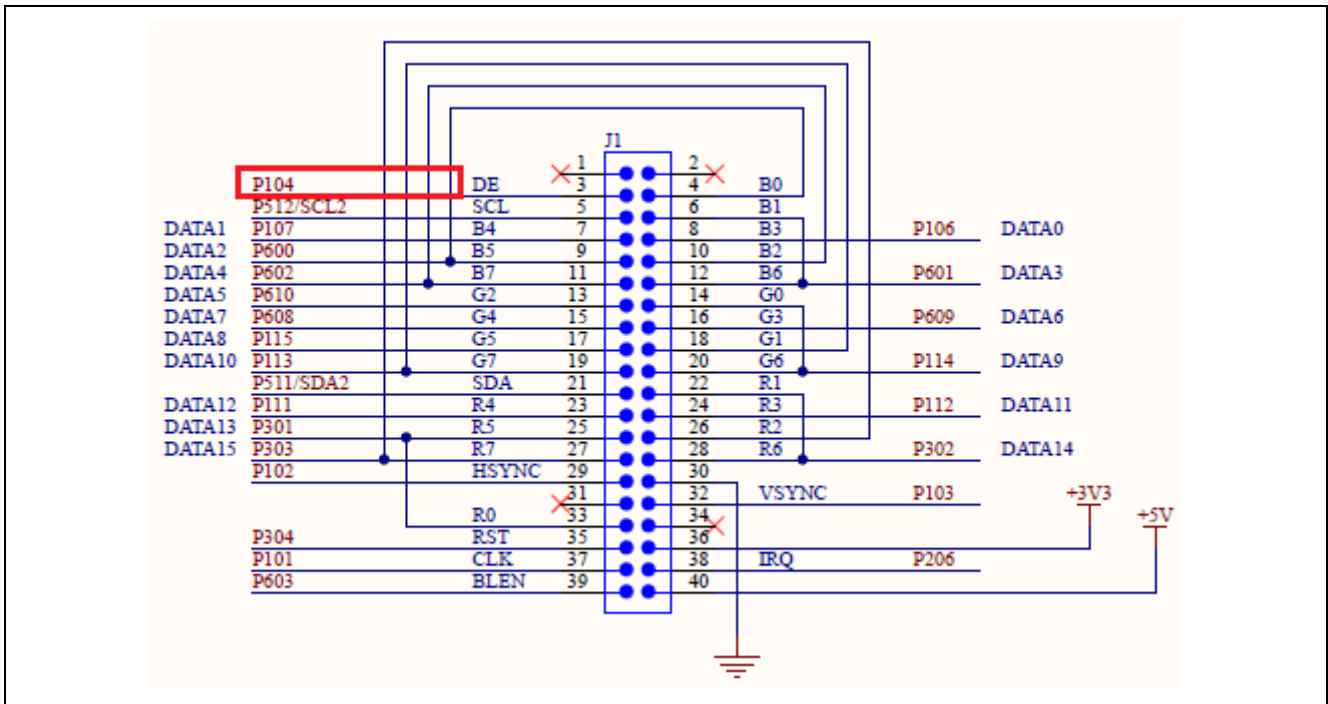 J1
1 2
P104 DE 3 4 B0
P512/SCL2 SCL 5 6 B1
DATA1 P107 B4 7 8 B3 P106 DATA0
DATA2 P600 B5 9 10 B2
DATA4 P602 B7 11 12 B6 P601 DATA3
DATA5 P610 G2 13 14 G0
DATA7 P608 G4 15 16 G3 P609 DATA6
DATA8 P115 G5 17 18 G1
DATA10 P113 G7 19 20 G6 P114 DATA9
P511/SDA2 SDA 21 22 R1
DATA12 P111 R4 23 24 R3 P112 DATA11
DATA13 P301 R5 25 26 R2
DATA15 P303 R7 27 28 R6 P302 DATA14
P102 HSYNC 29 30
31 32 VSYNC P103 +3V3
R0 33 34 +5V
P304 RST 35 36
P101 CLK 37 38 IRQ P206
P603 BLEN 39 40